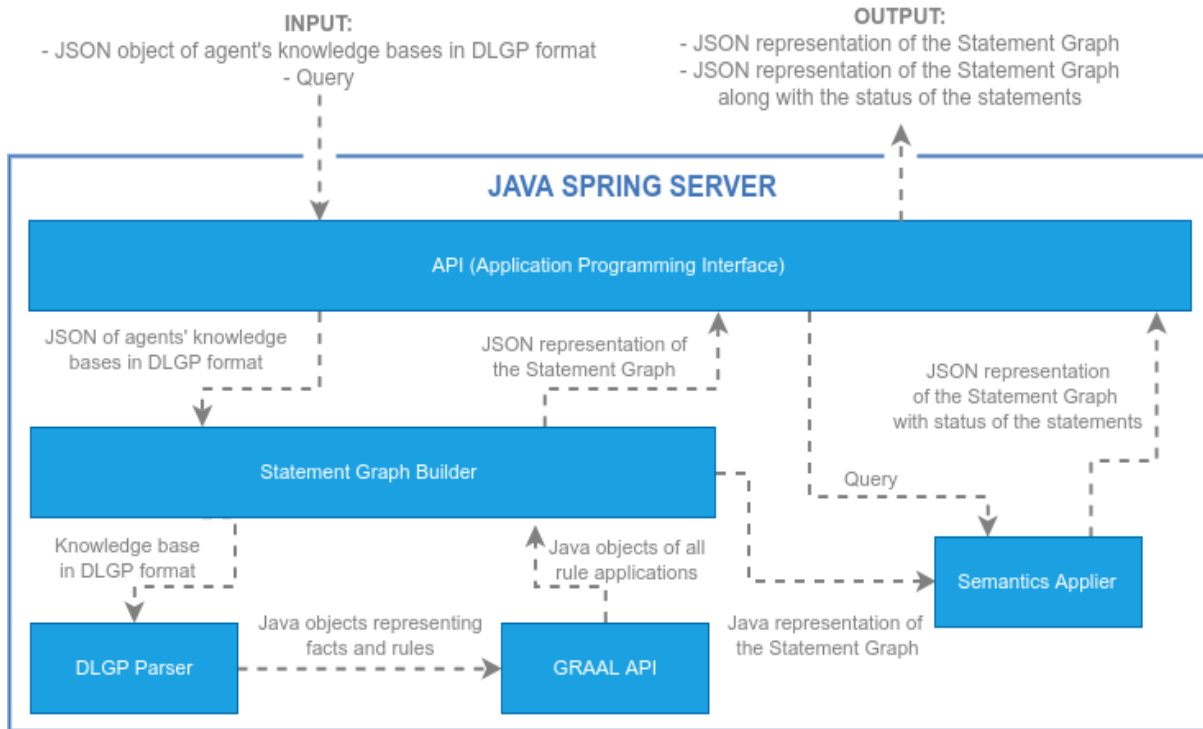 INPUT:
- JSON object of agent's knowledge bases in DLGP format
- Query
OUTPUT:
- JSON representation of the Statement Graph
- JSON representation of the Statement Graph
along with the status of the statements
JAVA SPRING SERVER
API (Application Programming Interface)
JSON of agents' knowledge
bases in DLGP format
JSON representation of
the Statement Graph
JSON representation
of the Statement Graph
with status of the statements
Statement Graph Builder
Query
Knowledge base
in DLGP format
Java objects of all
rule applications
Semantics Applier
Java objects representing
facts and rules
Java representation of
the Statement Graph
DLGP Parser
GRAAL API